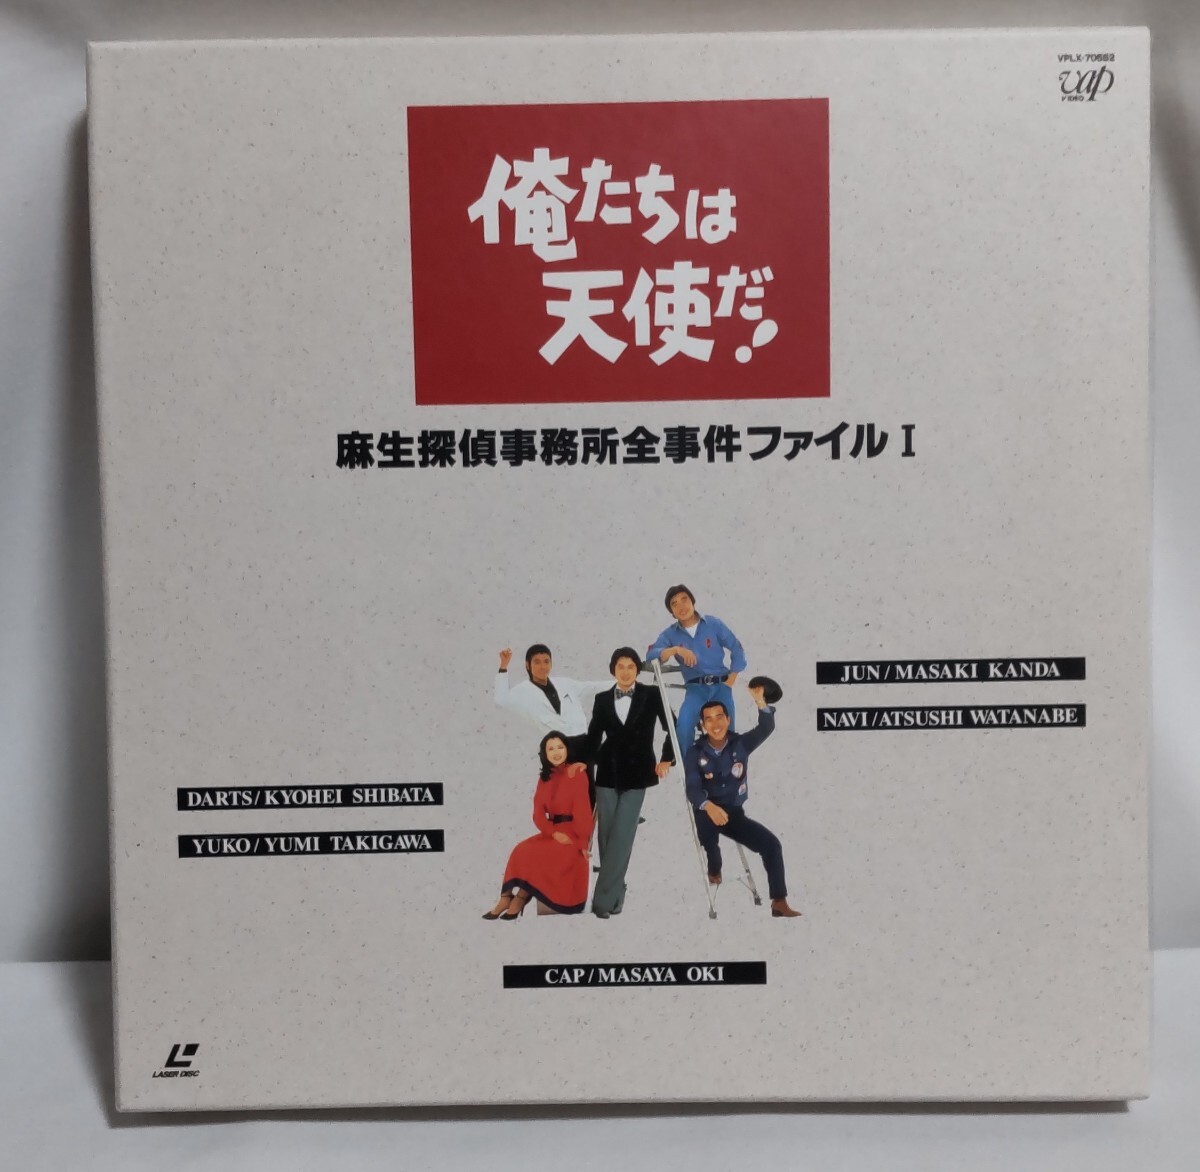 VPLX-70552
vap
VIDEO
俺たちは
天使だ!
麻生探偵事務所全事件ファイル I
JUN/MASAKI KANDA
NAVI/ATSUSHI WATANABE
DARTS/KYOHEI SHIBATA
YUKO/YUMI TAKIGAWA
CAP/MASAYA OKI
LASER DISC